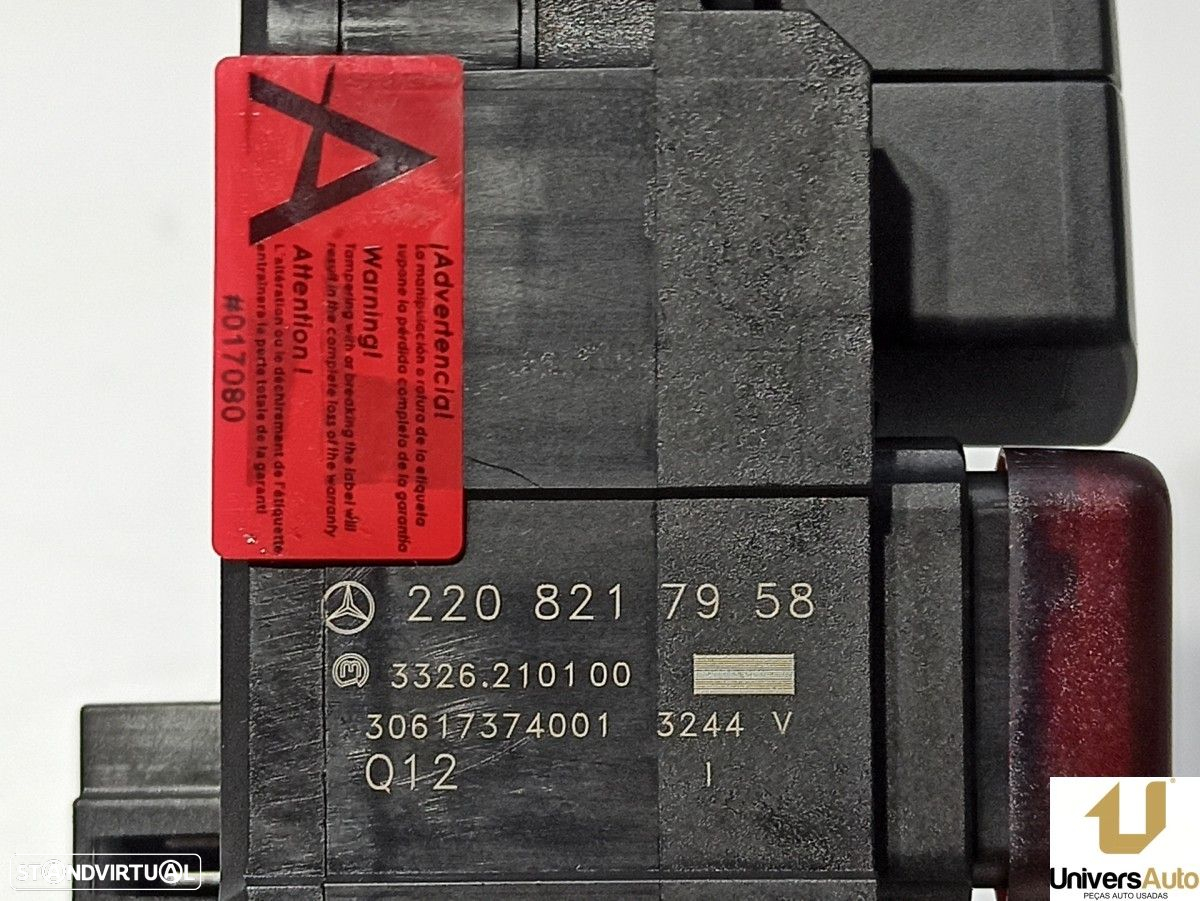 A
¡Advertencia!
La manipulación o rotura de la etiqueta
supone la pérdida completa de la garantía
Warning!
Tampering with or breaking the label will
result in the complete loss of the warranty
Attention !
L'altération ou le déchirement de l'étiquette
entraînera la perte totale de la garanti
#017080
220 821 79 58
3326.210100
30617374001 3244 V
Q12 I
STANDVIRTUAL
UniversAuto
PEÇAS AUTO USADAS